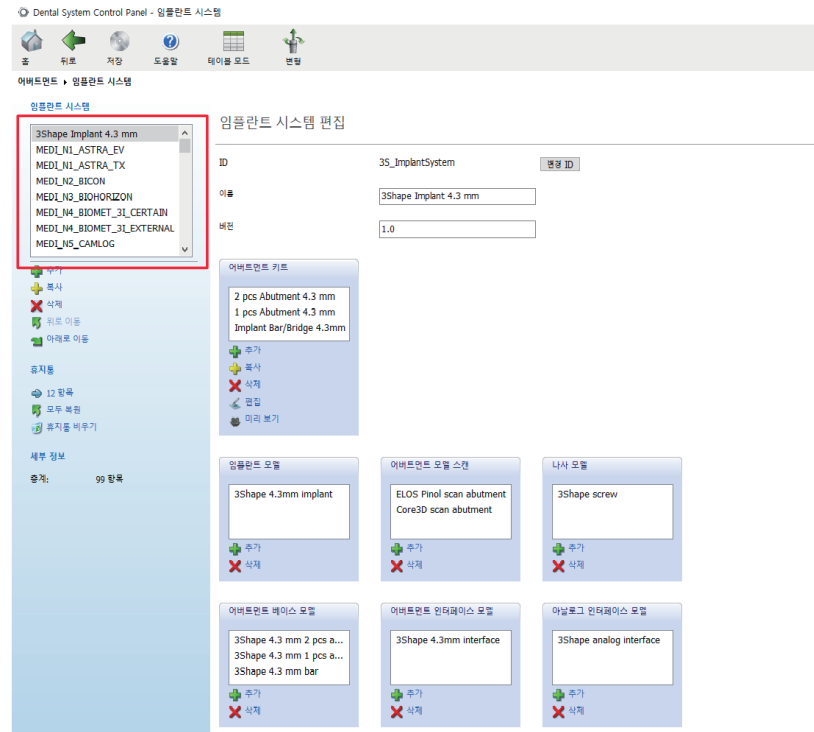 Dental System Control Panel - 임플란트 시스템
홈 뒤로 저장 도움말 테이블 모드 변형
어버트먼트 ▸ 임플란트 시스템
임플란트 시스템
3Shape Implant 4.3 mm
MEDI_N1_ASTRA_EV
MEDI_N1_ASTRA_TX
MEDI_N2_BICON
MEDI_N3_BIOHORIZON
MEDI_N4_BIOMET_3I_CERTAIN
MEDI_N4_BIOMET_3I_EXTERNAL
MEDI_N5_CAMLOG
추가
복사
삭제
위로 이동
아래로 이동
휴지통
12 항목
모두 복원
휴지통 비우기
세부 정보
총계: 99 항목
임플란트 시스템 편집
ID 3S_ImplantSystem 변경 ID
이름 3Shape Implant 4.3 mm
버전 1.0
어버트먼트 키트
2 pcs Abutment 4.3 mm
1 pcs Abutment 4.3 mm
Implant Bar/Bridge 4.3mm
추가
복사
삭제
편집
미리 보기
임플란트 모델
3Shape 4.3mm implant
추가
삭제
어버트먼트 모델 스캔
ELOS Pinol scan abutment
Core3D scan abutment
추가
삭제
나사 모델
3Shape screw
추가
삭제
어버트먼트 베이스 모델
3Shape 4.3 mm 2 pcs a...
3Shape 4.3 mm 1 pcs a...
3Shape 4.3 mm bar
추가
삭제
어버트먼트 인터페이스 모델
3Shape 4.3mm interface
추가
삭제
아날로그 인터페이스 모델
3Shape analog interface
추가
삭제